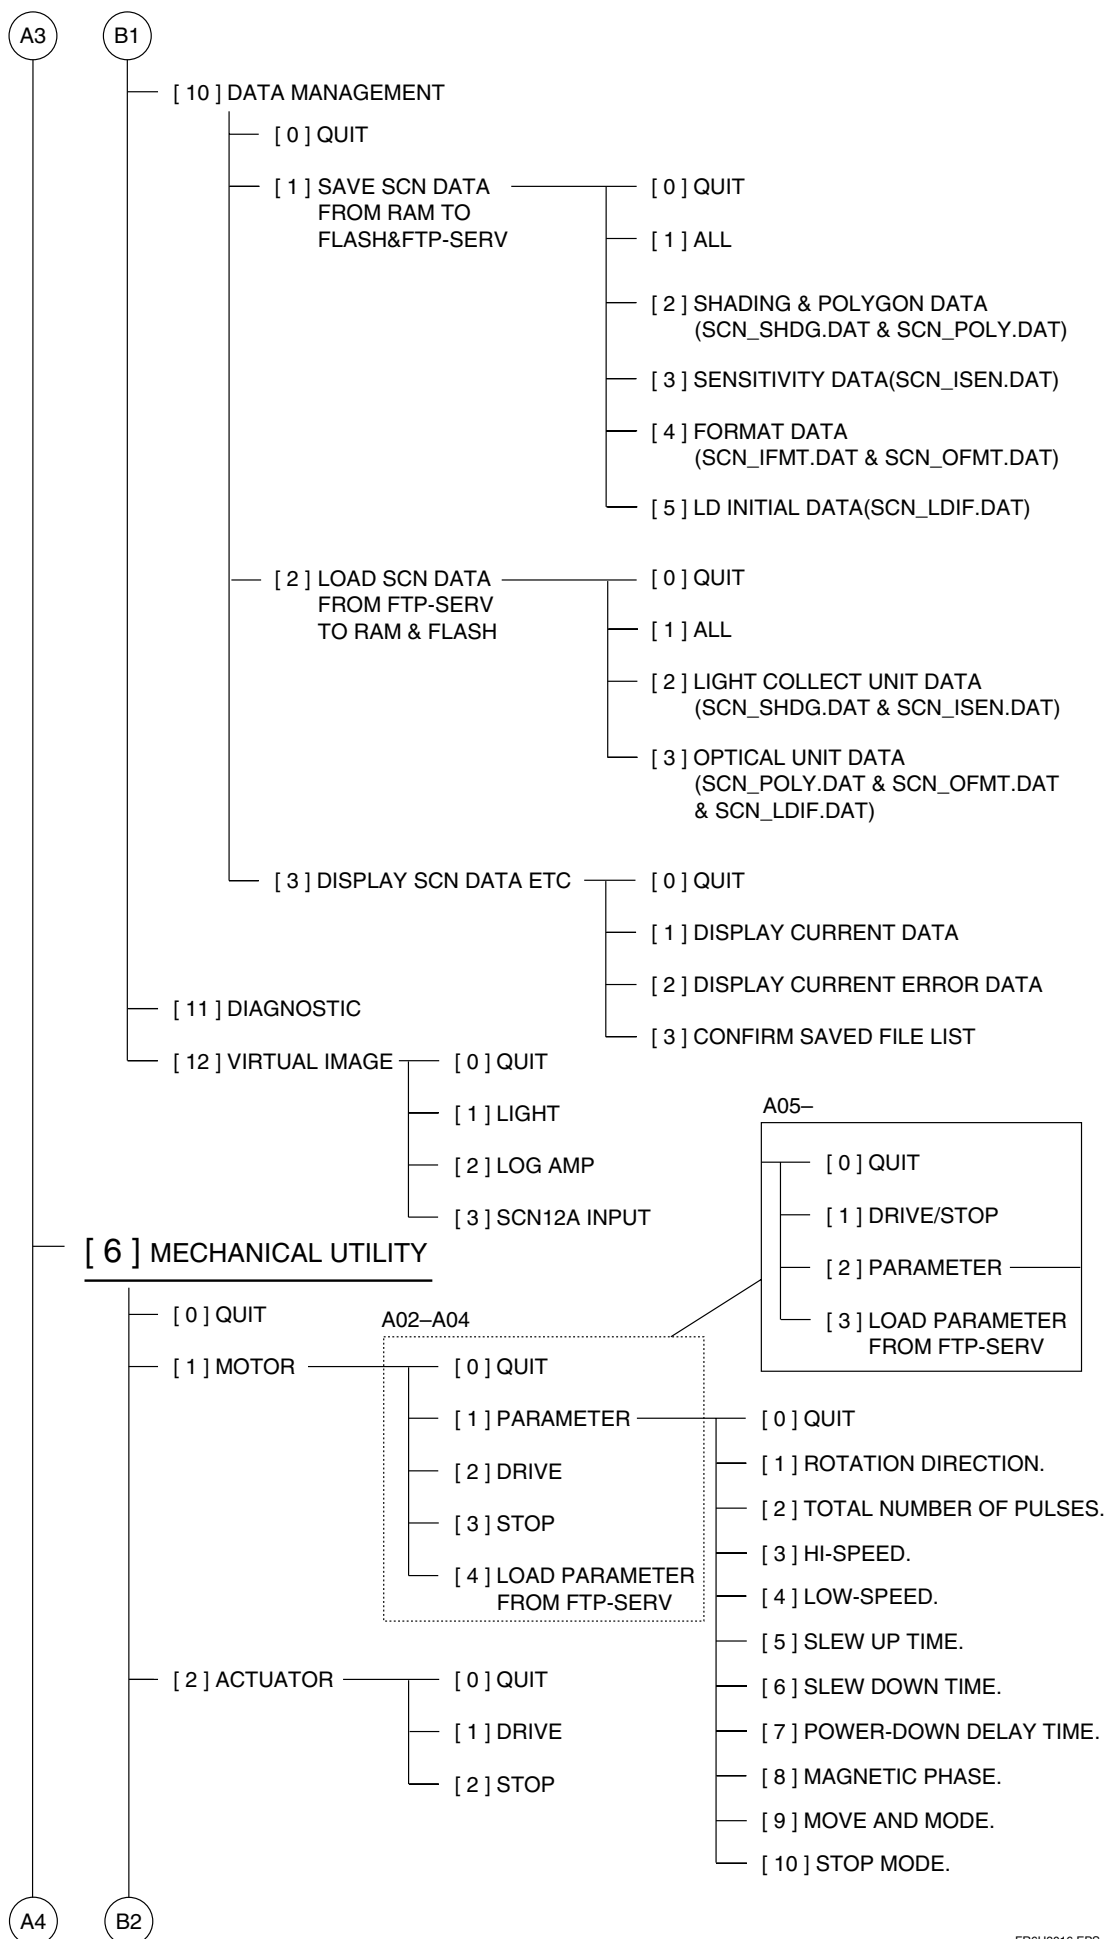 A3
B1
[ 10 ] DATA MANAGEMENT
[ 0 ] QUIT
[ 1 ] SAVE SCN DATA
FROM RAM TO
FLASH&FTP-SERV
[ 0 ] QUIT
[ 1 ] ALL
[ 2 ] SHADING & POLYGON DATA
(SCN_SHDG.DAT & SCN_POLY.DAT)
[ 3 ] SENSITIVITY DATA(SCN_ISEN.DAT)
[ 4 ] FORMAT DATA
(SCN_IFMT.DAT & SCN_OFMT.DAT)
[ 5 ] LD INITIAL DATA(SCN_LDIF.DAT)
[ 2 ] LOAD SCN DATA
FROM FTP-SERV
TO RAM & FLASH
[ 0 ] QUIT
[ 1 ] ALL
[ 2 ] LIGHT COLLECT UNIT DATA
(SCN_SHDG.DAT & SCN_ISEN.DAT)
[ 3 ] OPTICAL UNIT DATA
(SCN_POLY.DAT & SCN_OFMT.DAT
& SCN_LDIF.DAT)
[ 3 ] DISPLAY SCN DATA ETC
[ 0 ] QUIT
[ 1 ] DISPLAY CURRENT DATA
[ 2 ] DISPLAY CURRENT ERROR DATA
[ 3 ] CONFIRM SAVED FILE LIST
[ 11 ] DIAGNOSTIC
[ 12 ] VIRTUAL IMAGE
[ 0 ] QUIT
[ 1 ] LIGHT
[ 2 ] LOG AMP
[ 3 ] SCN12A INPUT
A05–
[ 0 ] QUIT
[ 1 ] DRIVE/STOP
[ 2 ] PARAMETER
[ 3 ] LOAD PARAMETER
FROM FTP-SERV
[ 6 ] MECHANICAL UTILITY
[ 0 ] QUIT
[ 1 ] MOTOR
A02–A04
[ 0 ] QUIT
[ 1 ] PARAMETER
[ 2 ] DRIVE
[ 3 ] STOP
[ 4 ] LOAD PARAMETER
FROM FTP-SERV
[ 0 ] QUIT
[ 1 ] ROTATION DIRECTION.
[ 2 ] TOTAL NUMBER OF PULSES.
[ 3 ] HI-SPEED.
[ 4 ] LOW-SPEED.
[ 5 ] SLEW UP TIME.
[ 6 ] SLEW DOWN TIME.
[ 7 ] POWER-DOWN DELAY TIME.
[ 8 ] MAGNETIC PHASE.
[ 9 ] MOVE AND MODE.
[ 10 ] STOP MODE.
[ 2 ] ACTUATOR
[ 0 ] QUIT
[ 1 ] DRIVE
[ 2 ] STOP
A4
B2